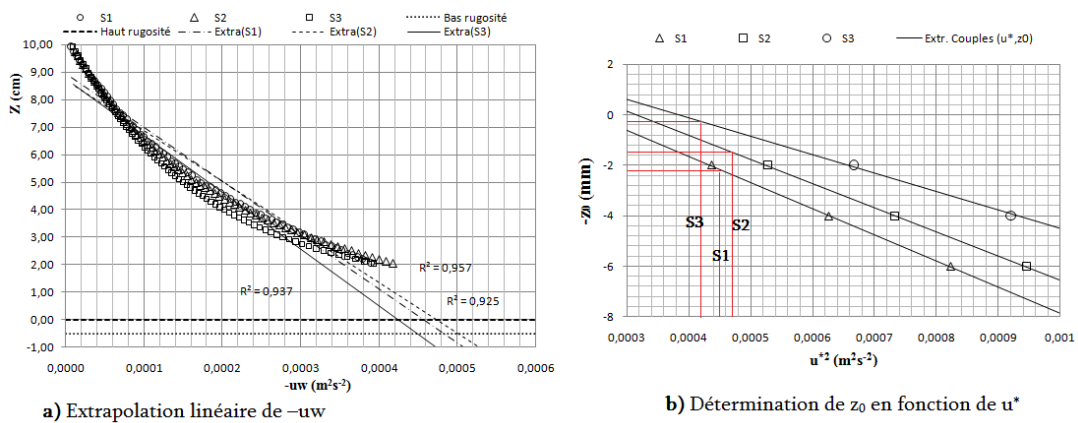 S1 S2 S3 Bas rugosité
Haut rugosité Extra(S1) Extra(S2) Extra(S3)
10,00
9,00
8,00
7,00
6,00
5,00
4,00
3,00
2,00
1,00
0,00
-1,00
Z (cm)
R² = 0,957
R² = 0,937
R² = 0,925
0,0000 0,0001 0,0002 0,0003 0,0004 0,0005 0,0006
-uw (m²s⁻²)
a) Extrapolation linéaire de –uw
S1 S2 S3 Extr. Couples (u*,z0)
2
0
-2
-4
-6
-8
-z₀ (mm)
S3
S2
S1
0,0003 0,0004 0,0005 0,0006 0,0007 0,0008 0,0009 0,001
u*² (m²s⁻²)
b) Détermination de z₀ en fonction de u*